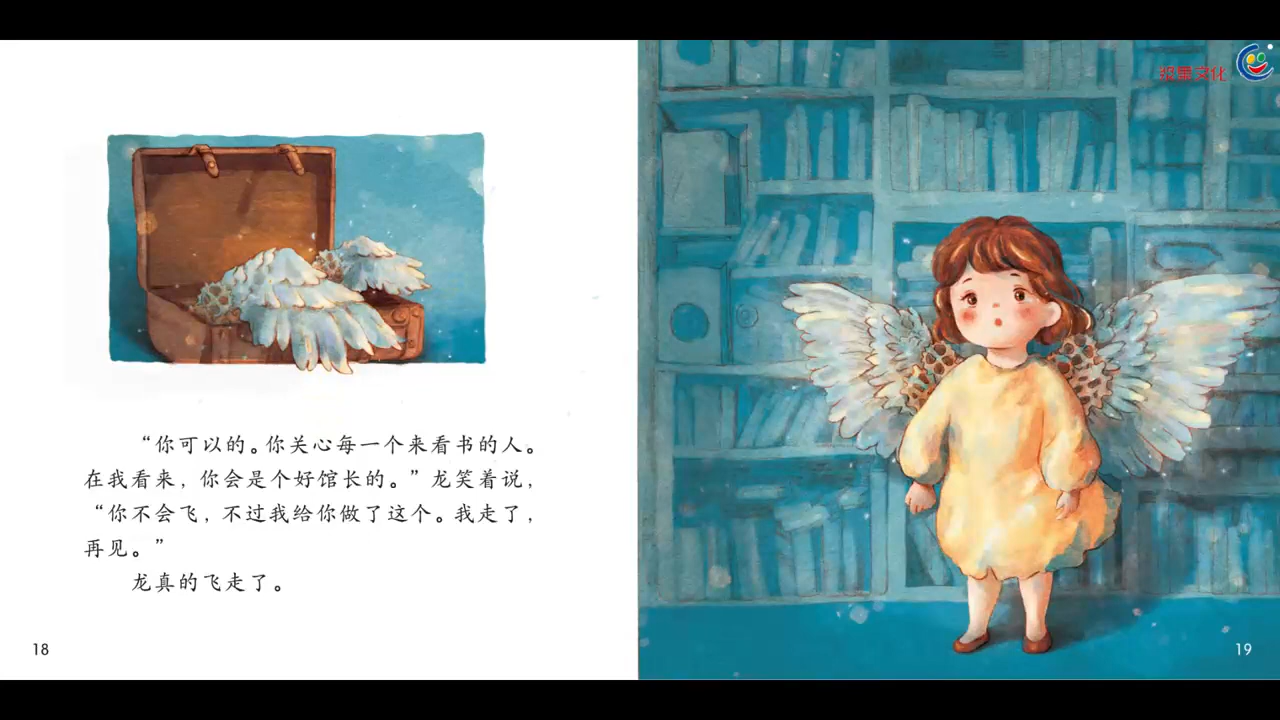 “你可以的。你关心每一个来看书的人。
在我看来，你会是个好馆长的。”龙笑着说，
“你不会飞，不过我给你做了这个。我走了，
再见。”
龙真的飞走了。
18
19